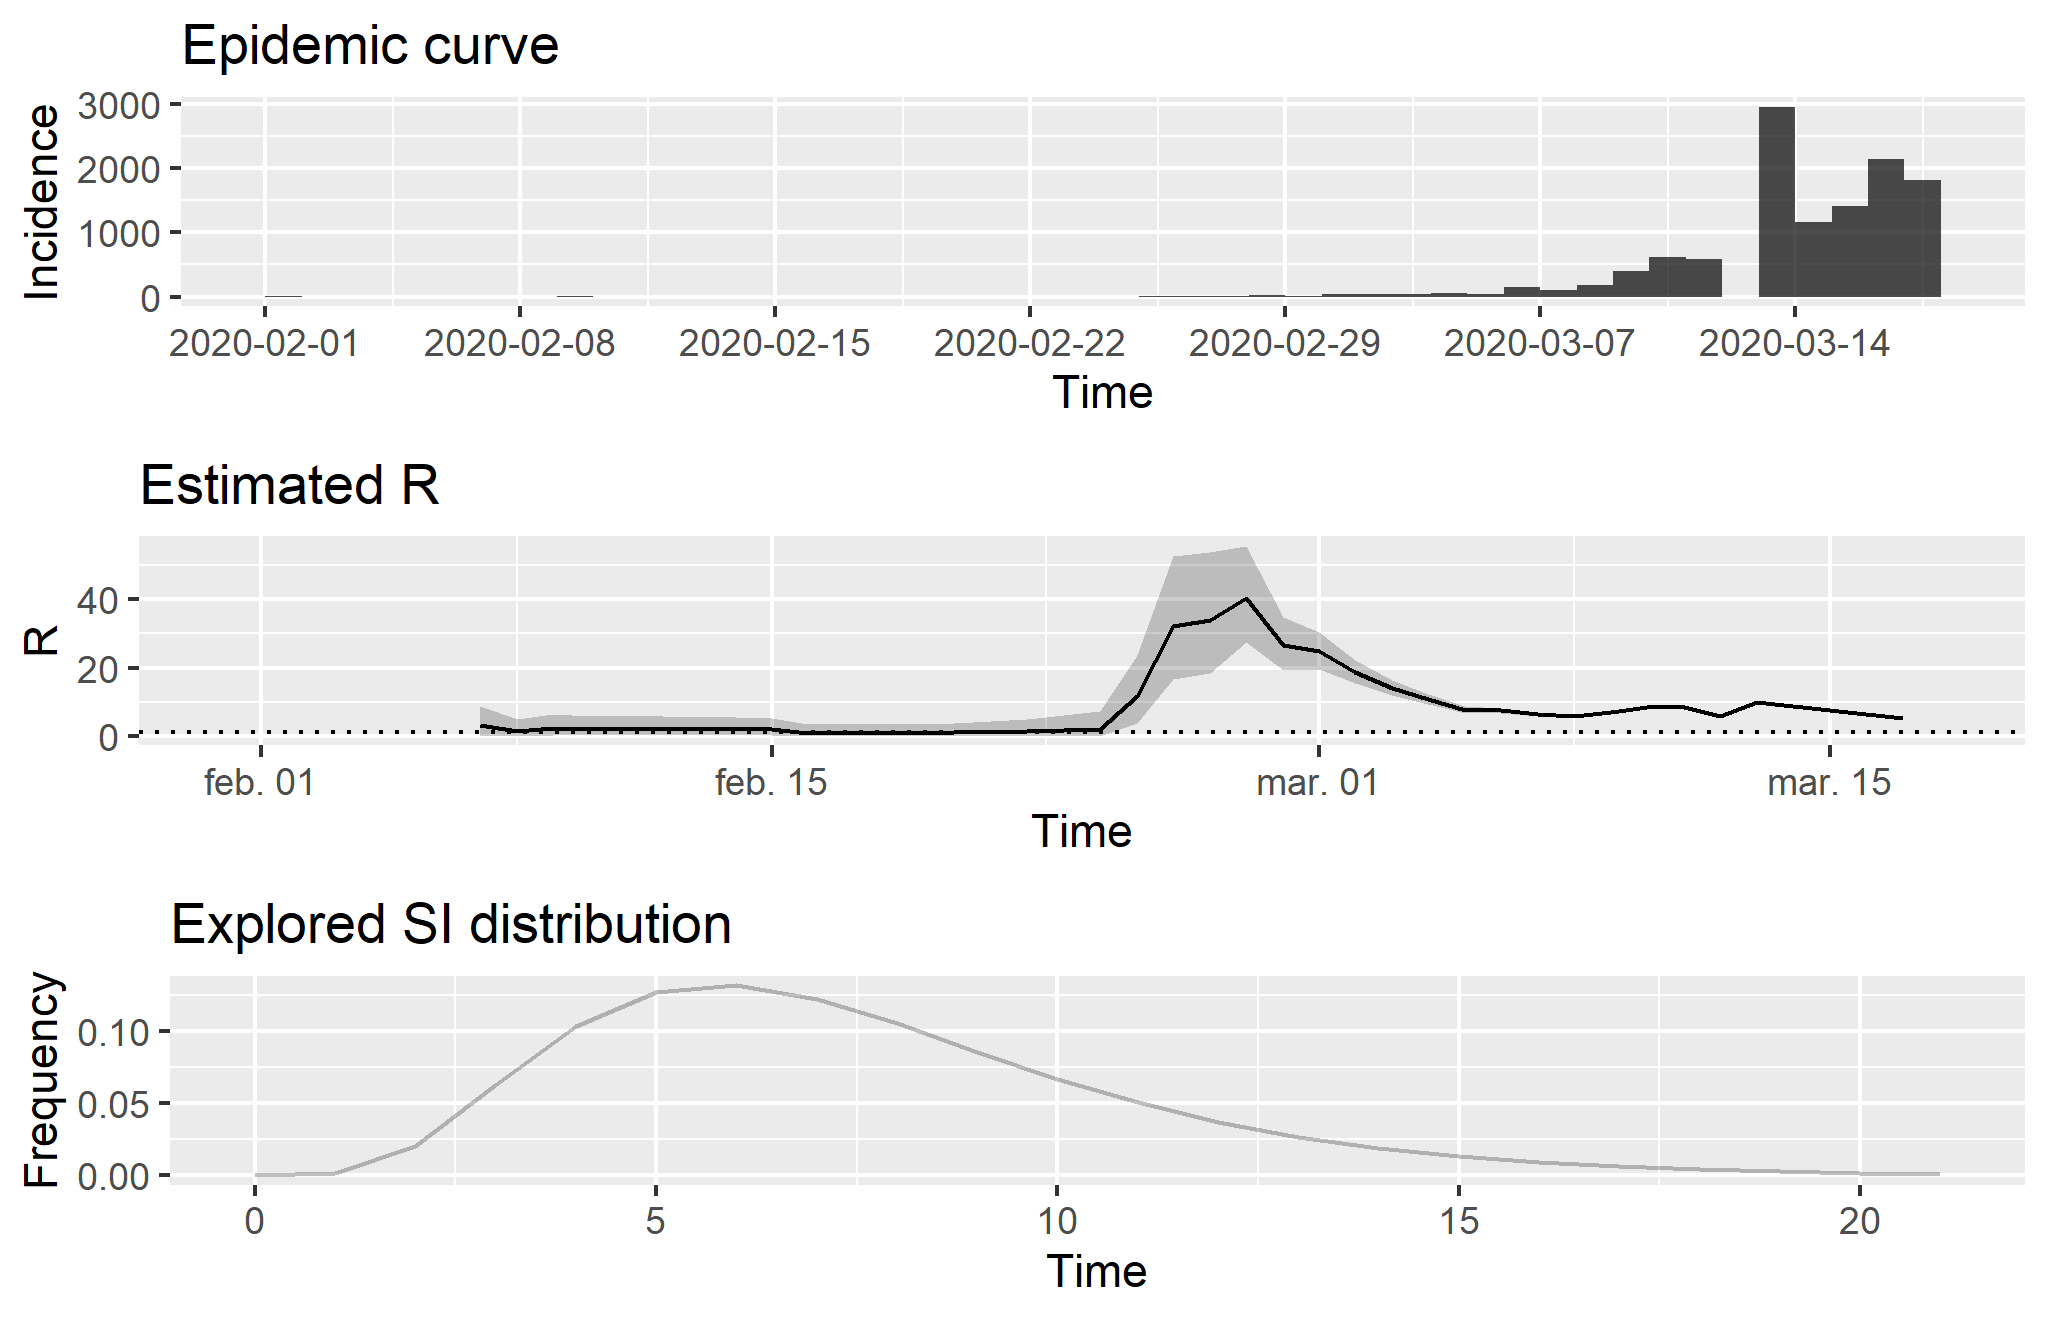 Epidemic curve
Incidence
3000
2000
1000
0
2020-02-01 2020-02-08 2020-02-15 2020-02-22 2020-02-29 2020-03-07 2020-03-14
Time
Estimated R
R
40
20
0
feb. 01 feb. 15 mar. 01 mar. 15
Time
Explored SI distribution
Frequency
0.10
0.05
0.00
0 5 10 15 20
Time